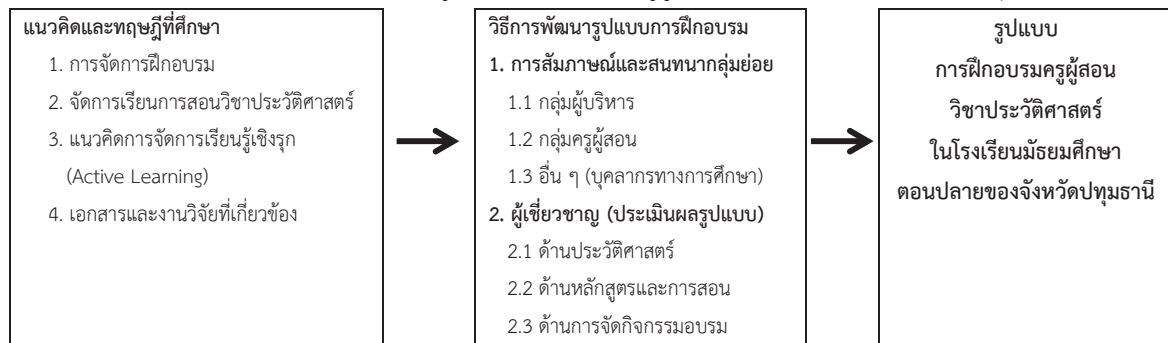 แนวคิดและทฤษฎีที่ศึกษา
1. การจัดการฝึกอบรม
2. จัดการเรียนการสอนวิชาประวัติศาสตร์
3. แนวคิดการจัดการเรียนรู้เชิงรุก
(Active Learning)
4. เอกสารและงานวิจัยที่เกี่ยวข้อง
วิธีการพัฒนารูปแบบการฝึกอบรม
1. การสัมภาษณ์และสนทนากลุ่มย่อย
1.1 กลุ่มผู้บริหาร
1.2 กลุ่มครูผู้สอน
1.3 อื่น ๆ (บุคลากรทางการศึกษา)
2. ผู้เชี่ยวชาญ (ประเมินผลรูปแบบ)
2.1 ด้านประวัติศาสตร์
2.2 ด้านหลักสูตรและการสอน
2.3 ด้านการจัดกิจกรรมอบรม
รูปแบบ
การฝึกอบรมครูผู้สอน
วิชาประวัติศาสตร์
ในโรงเรียนมัธยมศึกษา
ตอนปลายของจังหวัดปทุมธานี